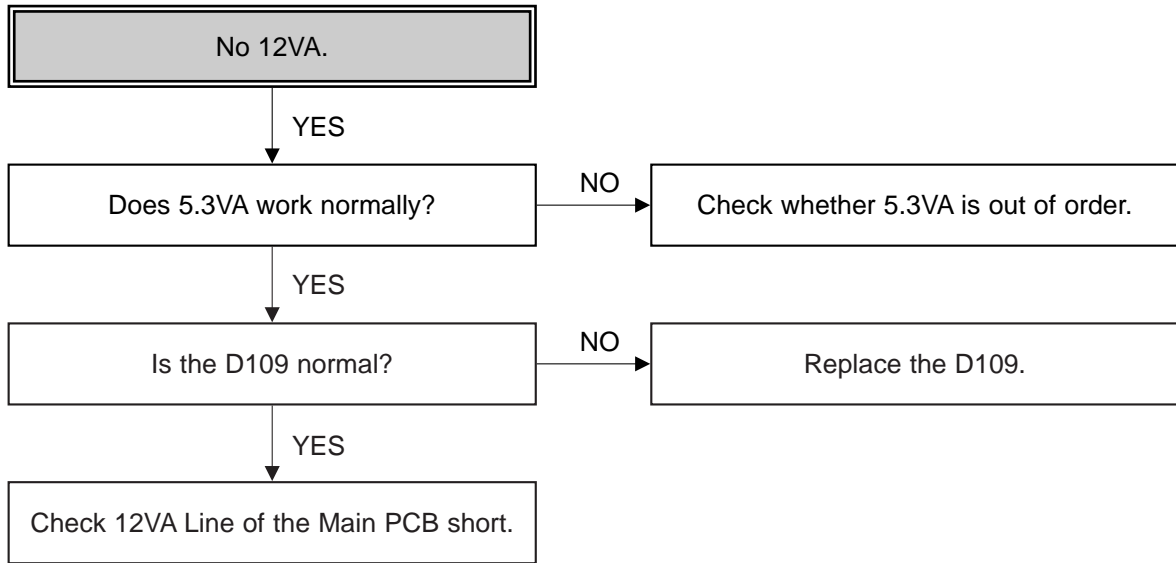 No 12VA.
YES
Does 5.3VA work normally?
NO
Check whether 5.3VA is out of order.
YES
Is the D109 normal?
NO
Replace the D109.
YES
Check 12VA Line of the Main PCB short.